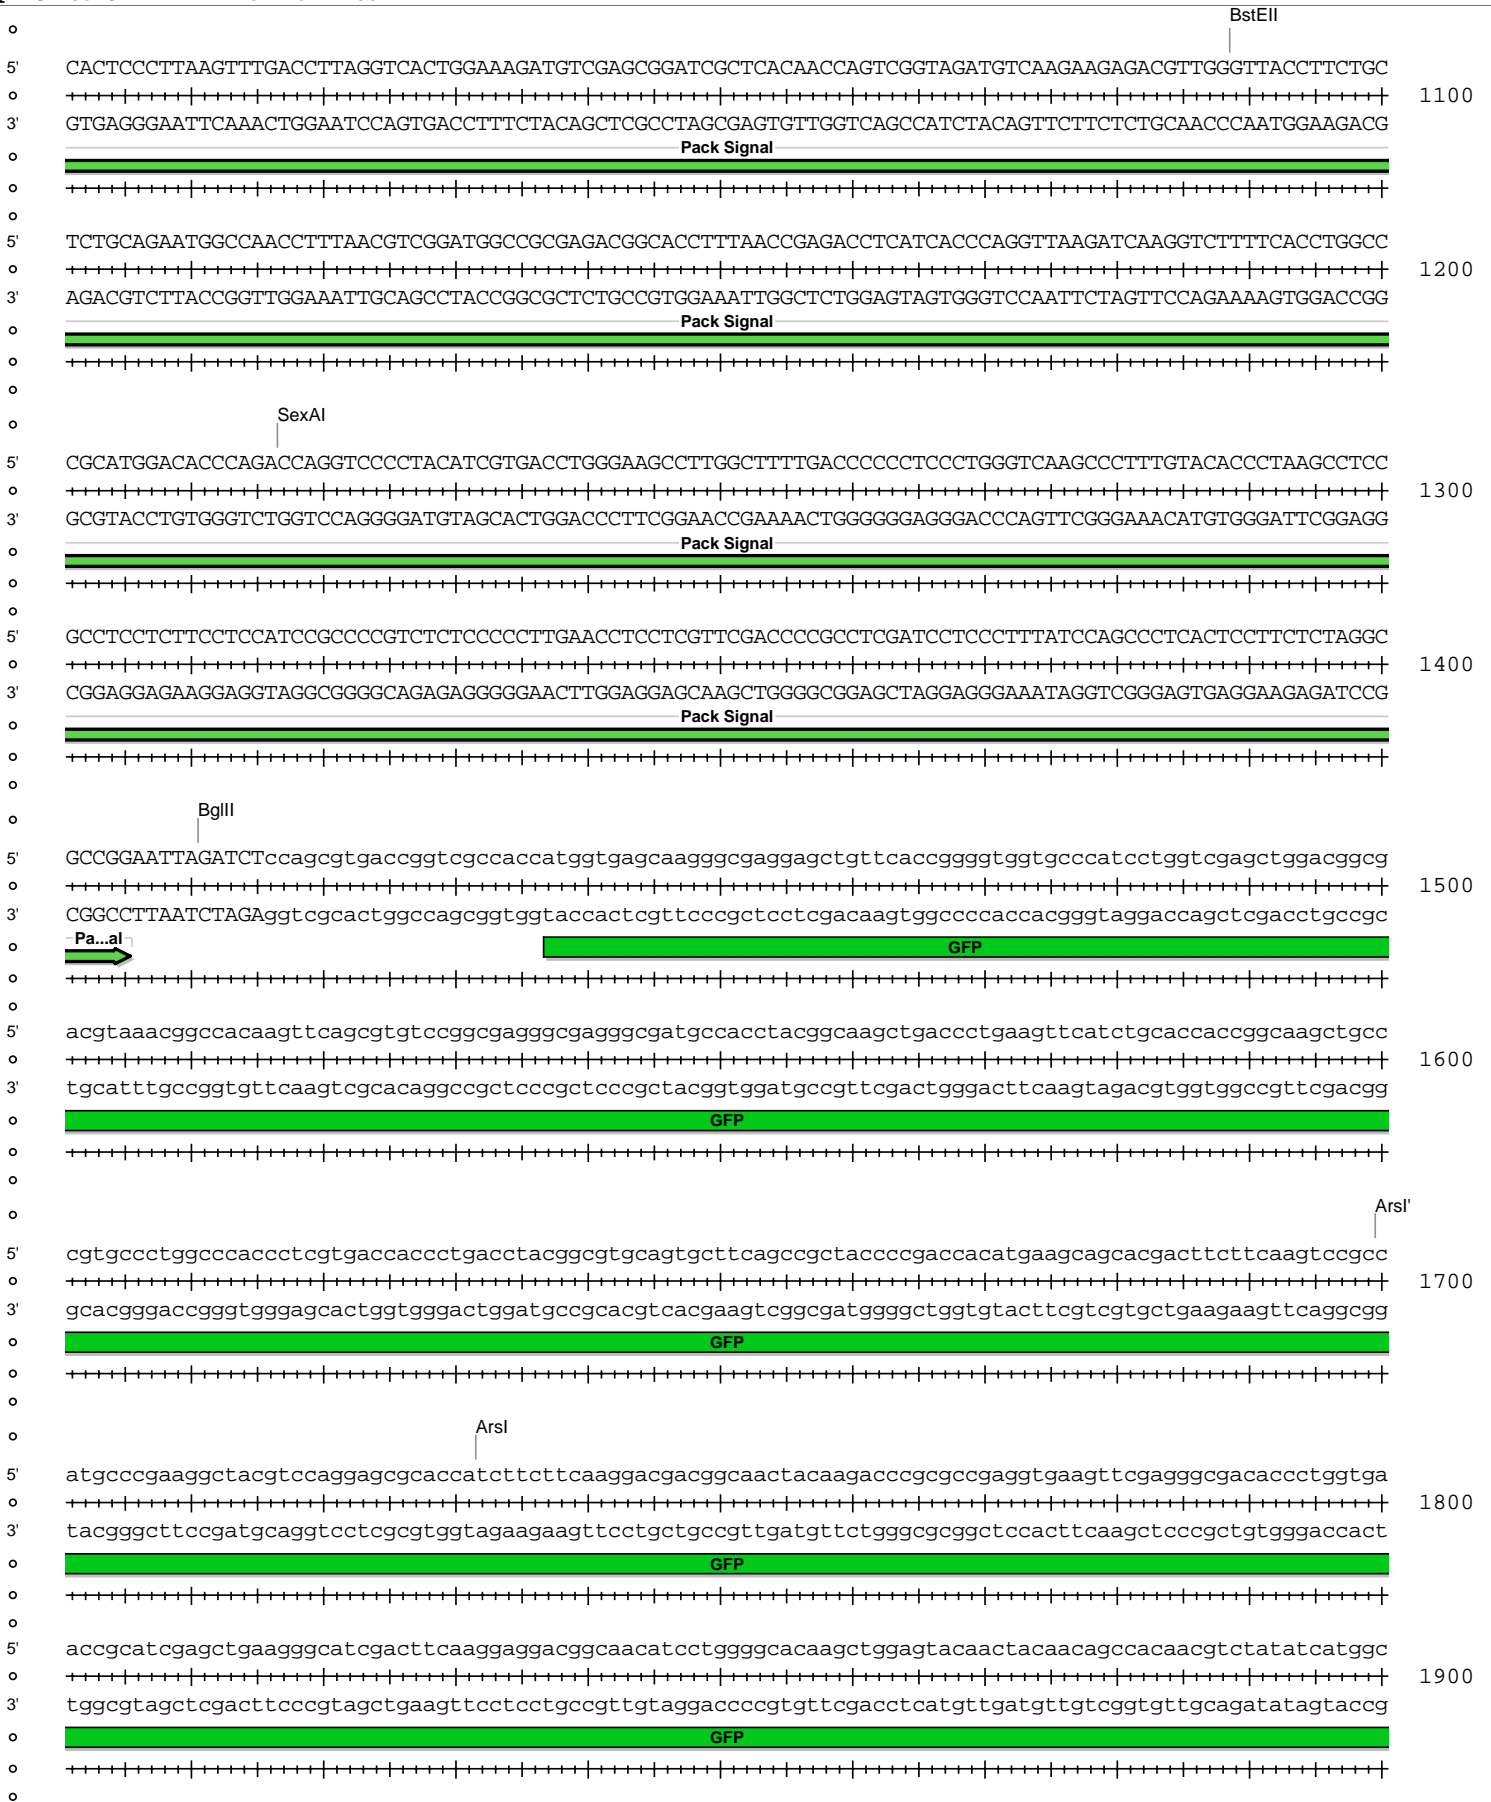 BstEII
5' CACTCCCTTAAGTTTGACCTTAGGTCACTGGAAAGATGTCGAGCGGATCGCTCACAACCAGTCGGTAGATGTCAAGAAGAGACGTTGGGTTACCTTCTGC
1100
3' GTGAGGGAATTCAAACTGGAATCCAGTGACCTTTCTACAGCTCGCCTAGCGAGTGTTGGTCAGCCATCTACAGTTCTTCTCTGCAACCCAATGGAAGACG
Pack Signal
5' TCTGCAGAATGGCCAACCTTTAACGTCGGATGGCCGCGAGACGGCACCTTTAACCGAGACCTCATCACCCAGGTTAAGATCAAGGTCTTTTCACCTGGCC
1200
3' AGACGTCTTACCGGTTGGAAATTGCAGCCTACCGGCGCTCTGCCGTGGAAATTGGCTCTGGAGTAGTGGGTCCAATTCTAGTTCCAGAAAAGTGGACCGG
Pack Signal
SexAI
5' CGCATGGACACCCAGACCAGGTCCCCTACATCGTGACCTGGGAAGCCTTGGCTTTTGACCCCCCTCCCTGGGTCAAGCCCTTTGTACACCCTAAGCCTCC
1300
3' GCGTACCTGTGGGTCTGGTCCAGGGGATGTAGCACTGGACCCTTCGGAACCGAAAACTGGGGGGAGGGACCCAGTTCGGGAAACATGTGGGATTCGGAGG
Pack Signal
5' GCCTCCTCTTCCTCCATCCGCCCCGTCTCTCCCCCTTGAACCTCCTCGTTCGACCCCGCCTCGATCCTCCCTTTATCCAGCCCTCACTCCTTCTCTAGGC
1400
3' CGGAGGAGAAGGAGGTAGGCGGGGCAGAGAGGGGGAACTTGGAGGAGCAAGCTGGGGCGGAGCTAGGAGGGAAATAGGTCGGGAGTGAGGAAGAGATCCG
Pack Signal
BglII
5' GCCGGAATTAGATCTccagcgtgaccggtcgccaccatggtgagcaagggcgaggagctgttcaccggggtggtgcccatcctggtcgagctggacggcg
1500
3' CGGCCTTAATCTAGAggtcgcactggccagcggtggtaccactcgttcccgctcctcgacaagtggccccaccacgggtaggaccagctcgacctgccgc
Pa...al
GFP
5' acgtaaacggccacaagttcagcgtgtccggcgagggcgagggcgatgccacctacggcaagctgaccctgaagttcatctgcaccaccggcaagctgcc
1600
3' tgcatttgccggtgttcaagtcgcacaggccgctcccgctcccgctacggtggatgccgttcgactgggacttcaagtagacgtggtggccgttcgacgg
GFP
ArsI'
5' cgtgccctggcccaccctcgtgaccaccctgacctacggcgtgcagtgcttcagccgctaccccgaccacatgaagcagcacgacttcttcaagtccgcc
1700
3' gcacgggaccgggtgggagcactggtgggactggatgccgcacgtcacgaagtcggcgatggggctggtgtacttcgtcgtgctgaagaagttcaggcgg
GFP
ArsI
5' atgcccgaaggctacgtccaggagcgcaccatcttcttcaaggacgacggcaactacaagacccgcgccgaggtgaagttcgagggcgacaccctggtga
1800
3' tacgggcttccgatgcaggtcctcgcgtggtagaagaagttcctgctgccgttgatgttctgggcgcggctccacttcaagctcccgctgtgggaccact
GFP
5' accgcatcgagctgaagggcatcgacttcaaggaggacggcaacatcctggggcacaagctggagtacaactacaacagccacaacgtctatatcatggc
1900
3' tggcgtagctcgacttcccgtagctgaagttcctcctgccgttgtaggaccccgtgttcgacctcatgttgatgttgtcggtgttgcagatatagtaccg
GFP